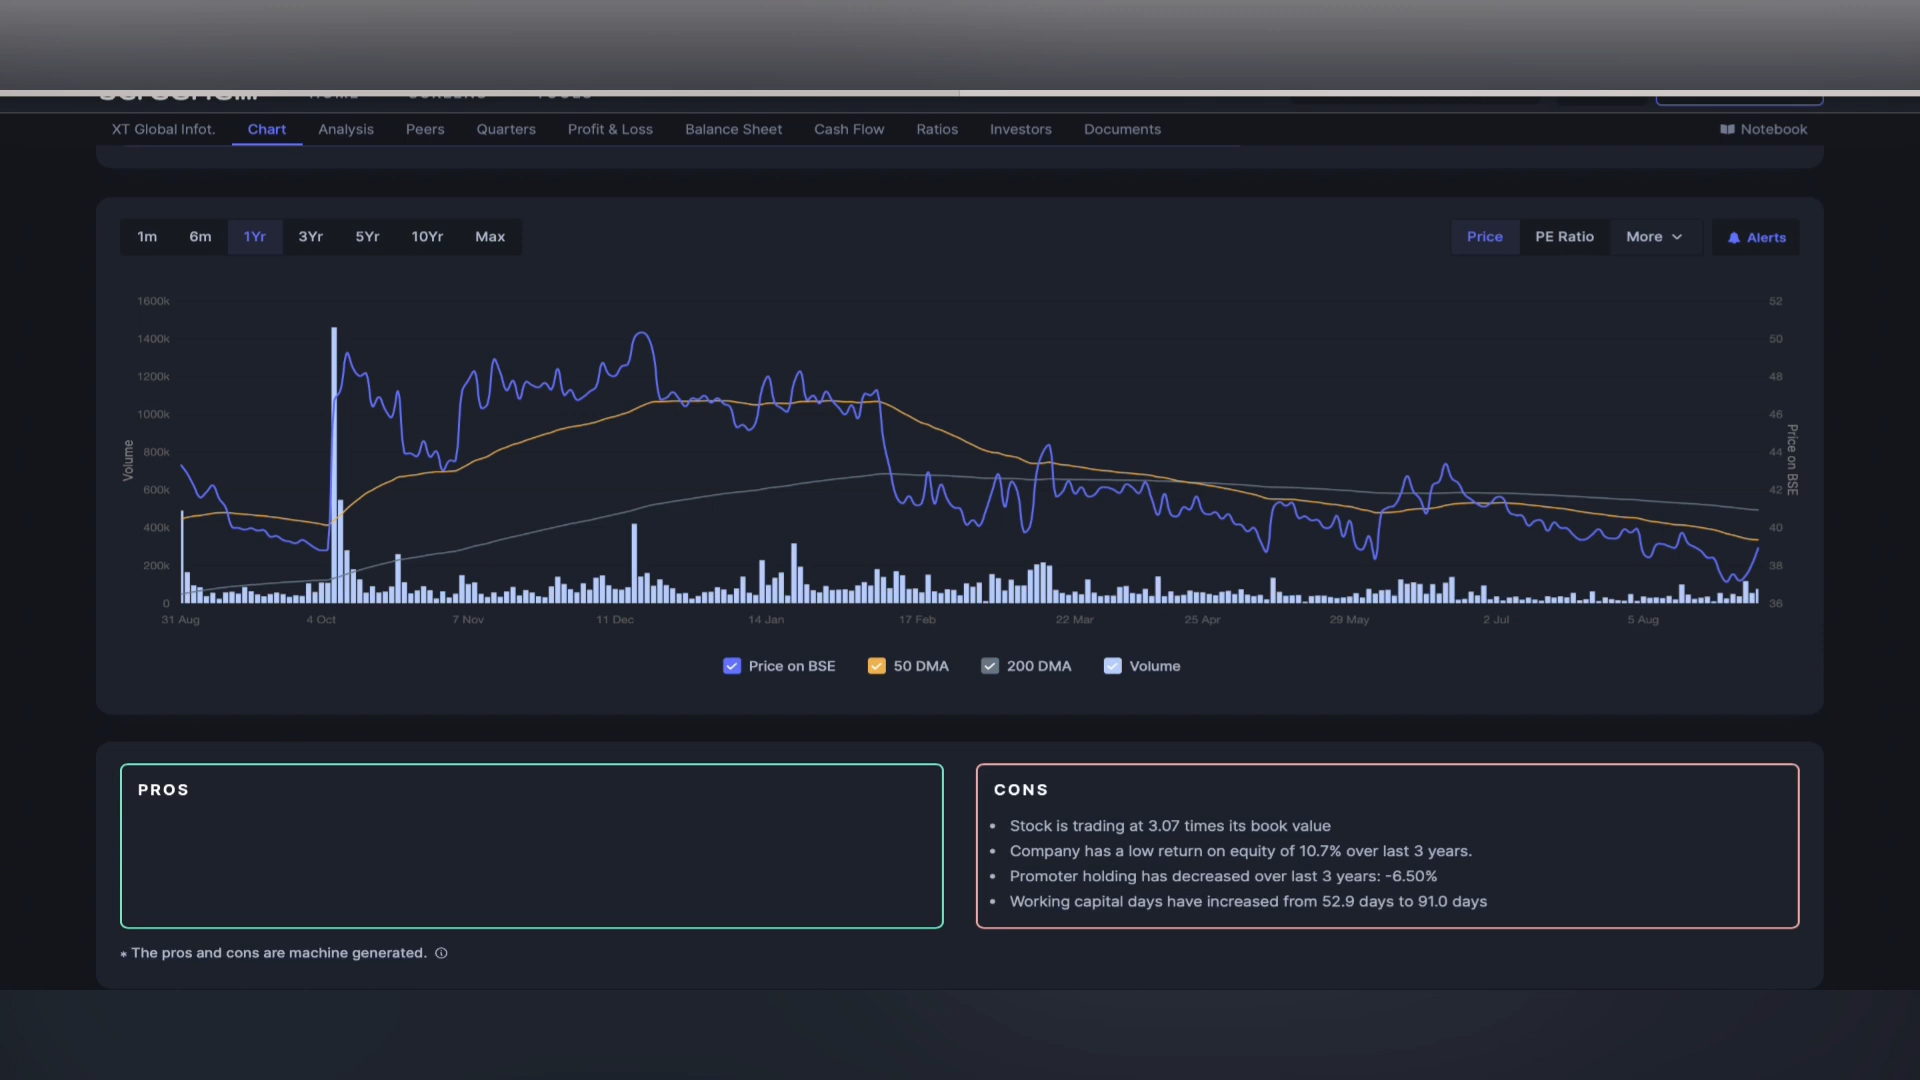 XT Global Infot. Chart Analysis Peers Quarters Profit & Loss Balance Sheet Cash Flow Ratios Investors Documents Notebook
1m 6m 1Yr 3Yr 5Yr 10Yr Max Price PE Ratio More Alerts
1600k 52
1400k 50
1200k 48
1000k 46
800k 44
600k 42
400k 40
200k 38
0 36
Volume
Price on BSE
31 Aug 4 Oct 7 Nov 11 Dec 14 Jan 17 Feb 22 Mar 25 Apr 29 May 2 Jul 5 Aug
Price on BSE 50 DMA 200 DMA Volume
PROS
CONS
• Stock is trading at 3.07 times its book value
• Company has a low return on equity of 10.7% over last 3 years.
• Promoter holding has decreased over last 3 years: -6.50%
• Working capital days have increased from 52.9 days to 91.0 days
* The pros and cons are machine generated.